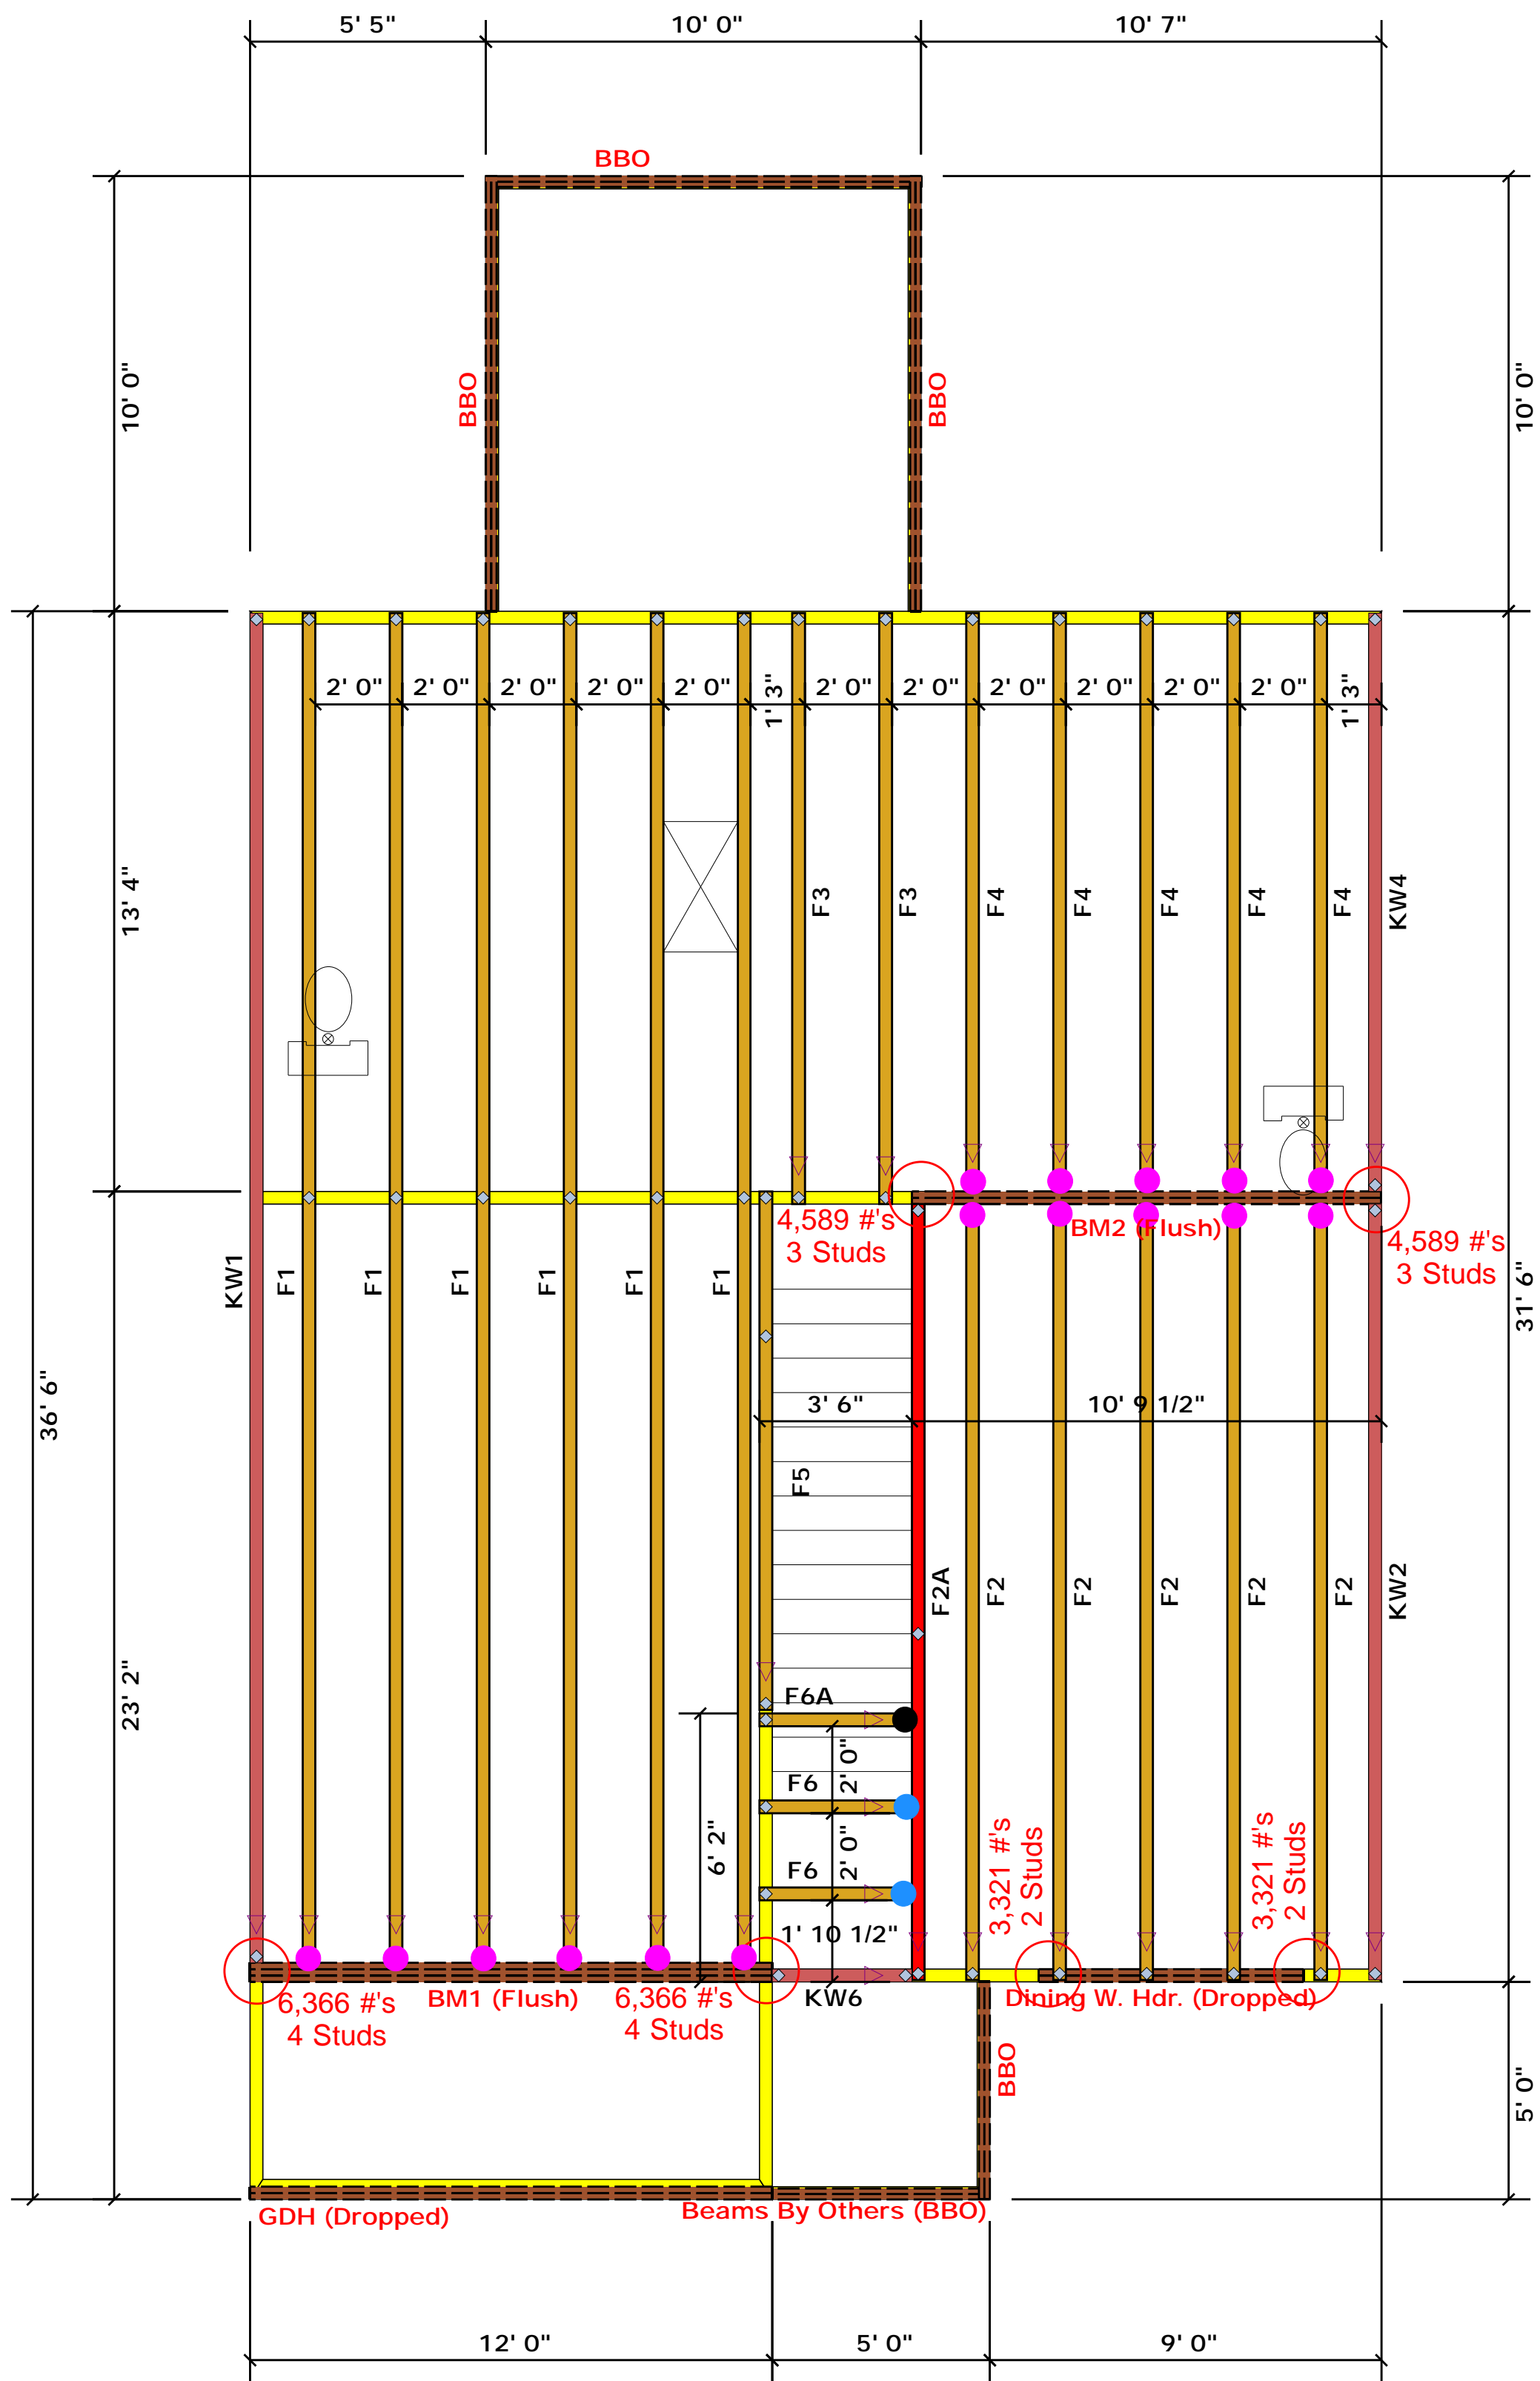 5' 5"
10' 0"
10' 7"
BBO
10' 0"
BBO
BBO
10' 0"
2' 0"
2' 0"
2' 0"
2' 0"
2' 0"
1' 3"
2' 0"
2' 0"
2' 0"
2' 0"
2' 0"
2' 0"
1' 3"
13' 4"
F3
F3
F4
F4
F4
F4
F4
KW4
4,589 #'s
3 Studs
BM2 (Flush)
4,589 #'s
3 Studs
KW1
F1
F1
F1
F1
F1
F1
31' 6"
36' 6"
3' 6"
10' 9 1/2"
F5
F2A
F2
F2
F2
F2
F2
KW2
23' 2"
F6A
2' 0"
F6
6' 2"
2' 0"
F6
1' 10 1/2"
3,321 #'s
2 Studs
3,321 #'s
2 Studs
6,366 #'s
4 Studs
BM1 (Flush)
6,366 #'s
4 Studs
KW6
Dining W. Hdr. (Dropped)
BBO
5' 0"
GDH (Dropped)
Beams By Others (BBO)
12' 0"
5' 0"
9' 0"